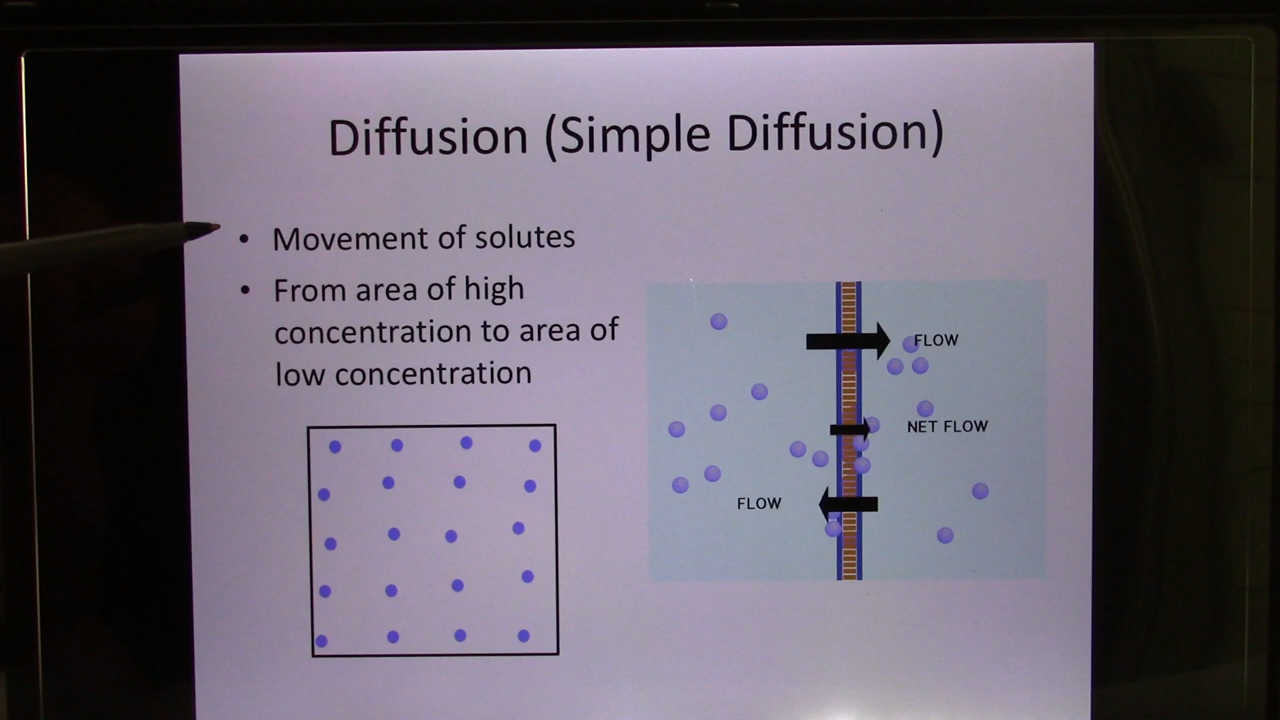 Diffusion (Simple Diffusion)
• Movement of solutes
• From area of high
concentration to area of
low concentration
FLOW
NET FLOW
FLOW